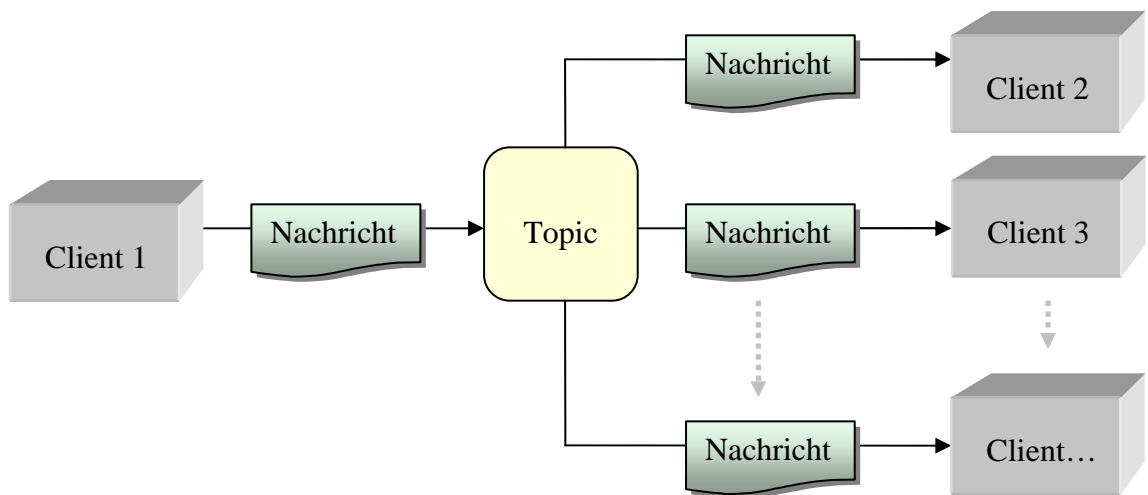 Nachricht
Client 2
Client 1
Nachricht
Topic
Nachricht
Client 3
Nachricht
Client…